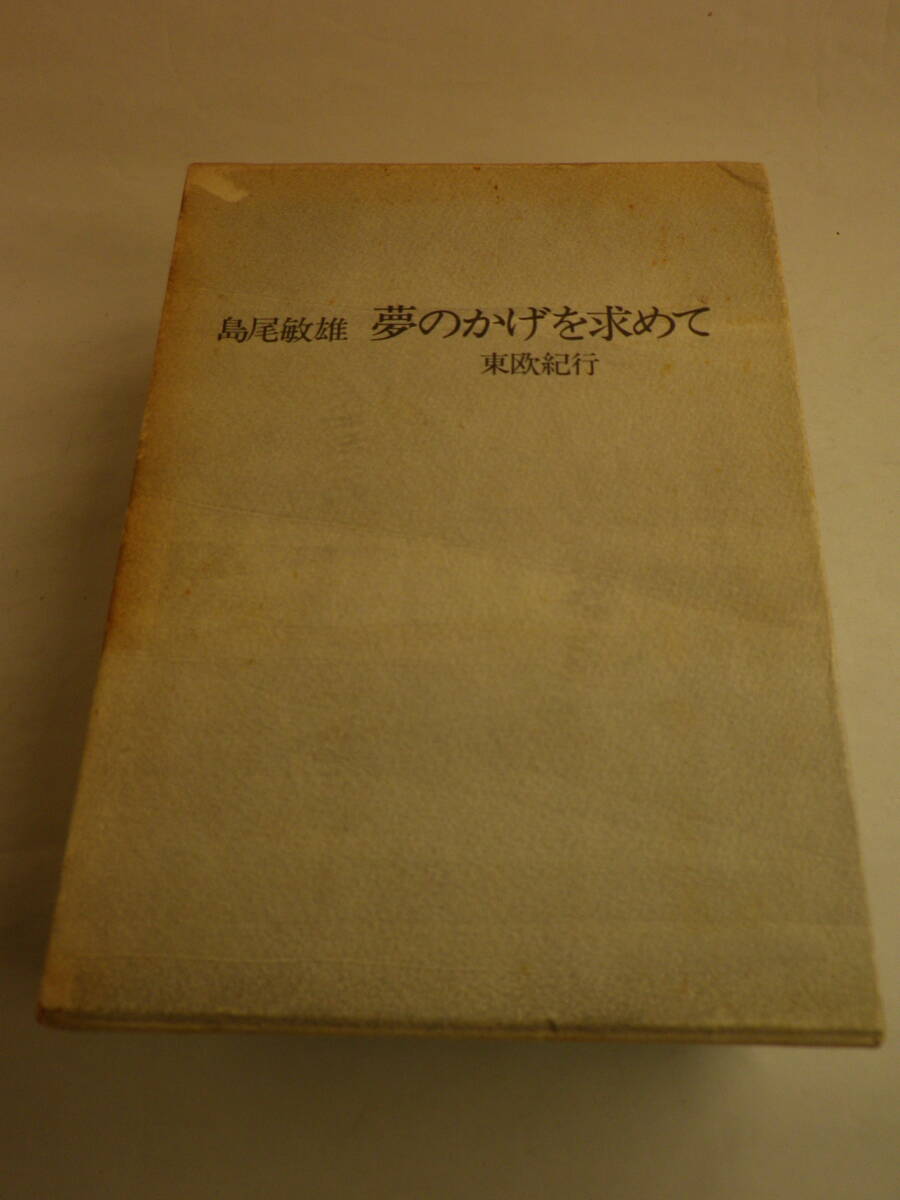 島尾敏雄 夢のかげを求めて
東欧紀行